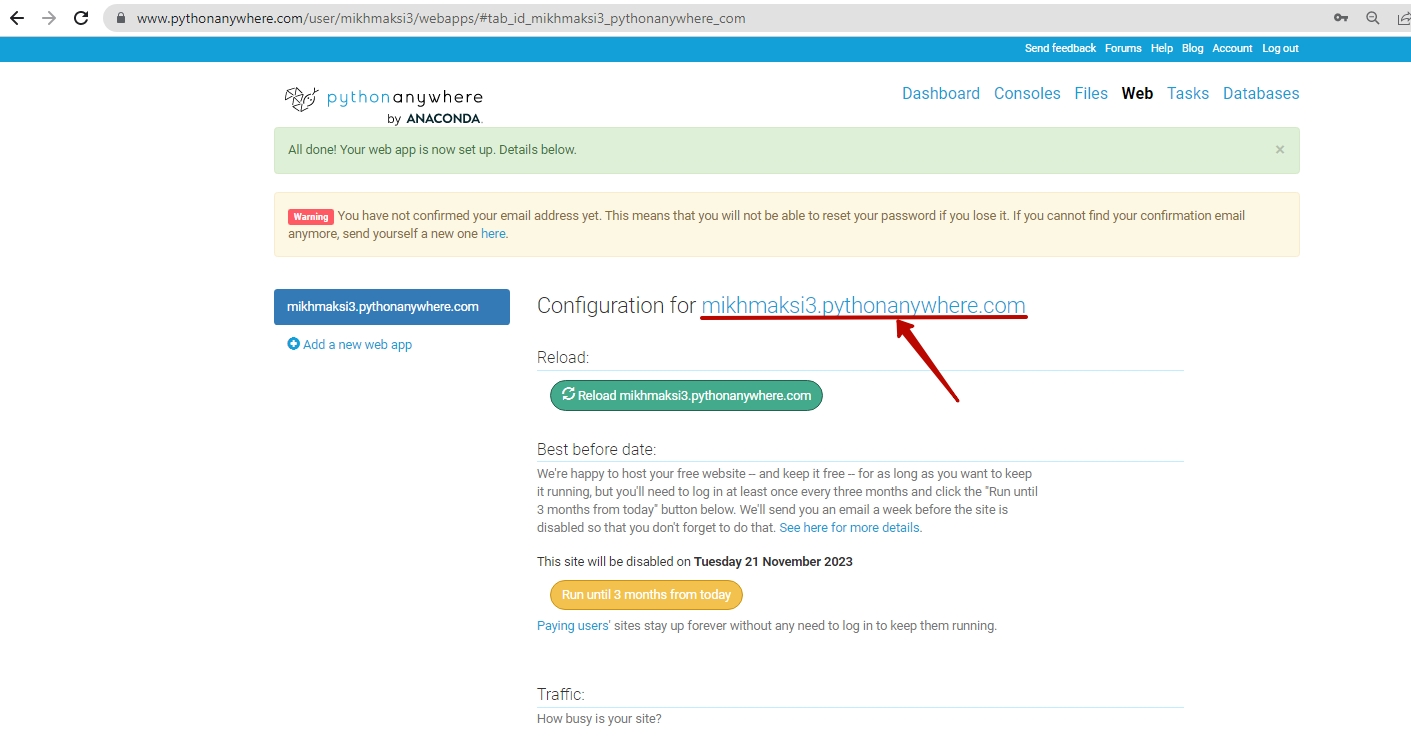 www.pythonanywhere.com/user/mikhmaksi3/webapps/#tab_id_mikhmaksi3_pythonanywhere_com
Send feedback Forums Help Blog Account Log out
pythonanywhere
by ANACONDA.
Dashboard Consoles Files Web Tasks Databases
All done! Your web app is now set up. Details below. ×
Warning You have not confirmed your email address yet. This means that you will not be able to reset your password if you lose it. If you cannot find your confirmation email
anymore, send yourself a new one here.
mikhmaksi3.pythonanywhere.com
Add a new web app
Configuration for mikhmaksi3.pythonanywhere.com
Reload:
Reload mikhmaksi3.pythonanywhere.com
Best before date:
We're happy to host your free website -- and keep it free -- for as long as you want to keep
it running, but you'll need to log in at least once every three months and click the "Run until
3 months from today" button below. We'll send you an email a week before the site is
disabled so that you don't forget to do that. See here for more details.
This site will be disabled on Tuesday 21 November 2023
Run until 3 months from today
Paying users' sites stay up forever without any need to log in to keep them running.
Traffic:
How busy is your site?